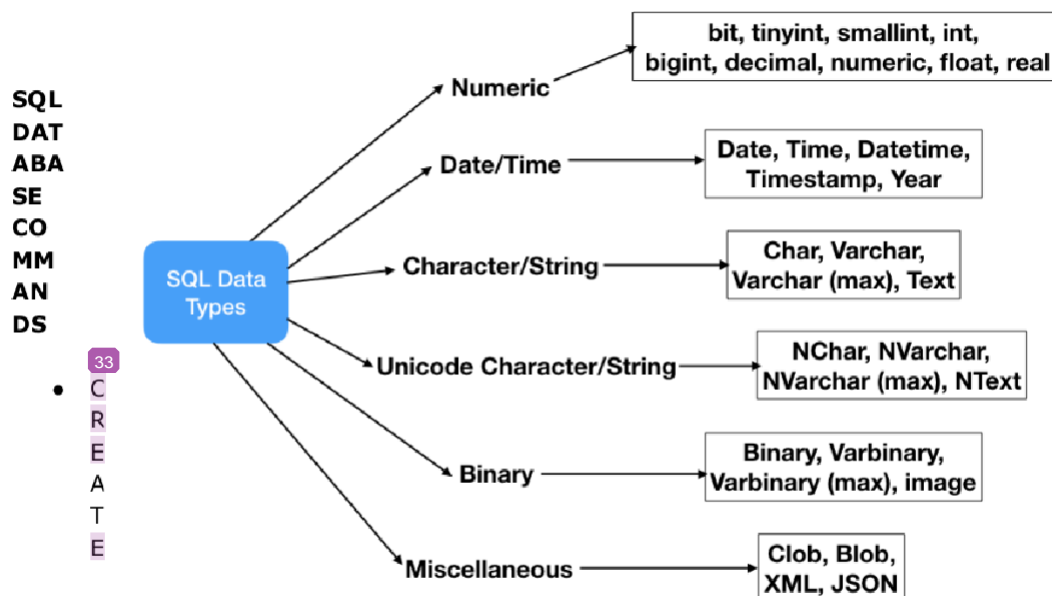 SQL
DAT
ABA
SE
CO
MM
AN
DS
33
• C
R
E
A
T
E
SQL Data
Types
Numeric
bit, tinyint, smallint, int,
bigint, decimal, numeric, float, real
Date/Time
Date, Time, Datetime,
Timestamp, Year
Character/String
Char, Varchar,
Varchar (max), Text
Unicode Character/String
NChar, NVarchar,
NVarchar (max), NText
Binary
Binary, Varbinary,
Varbinary (max), image
Miscellaneous
Clob, Blob,
XML, JSON